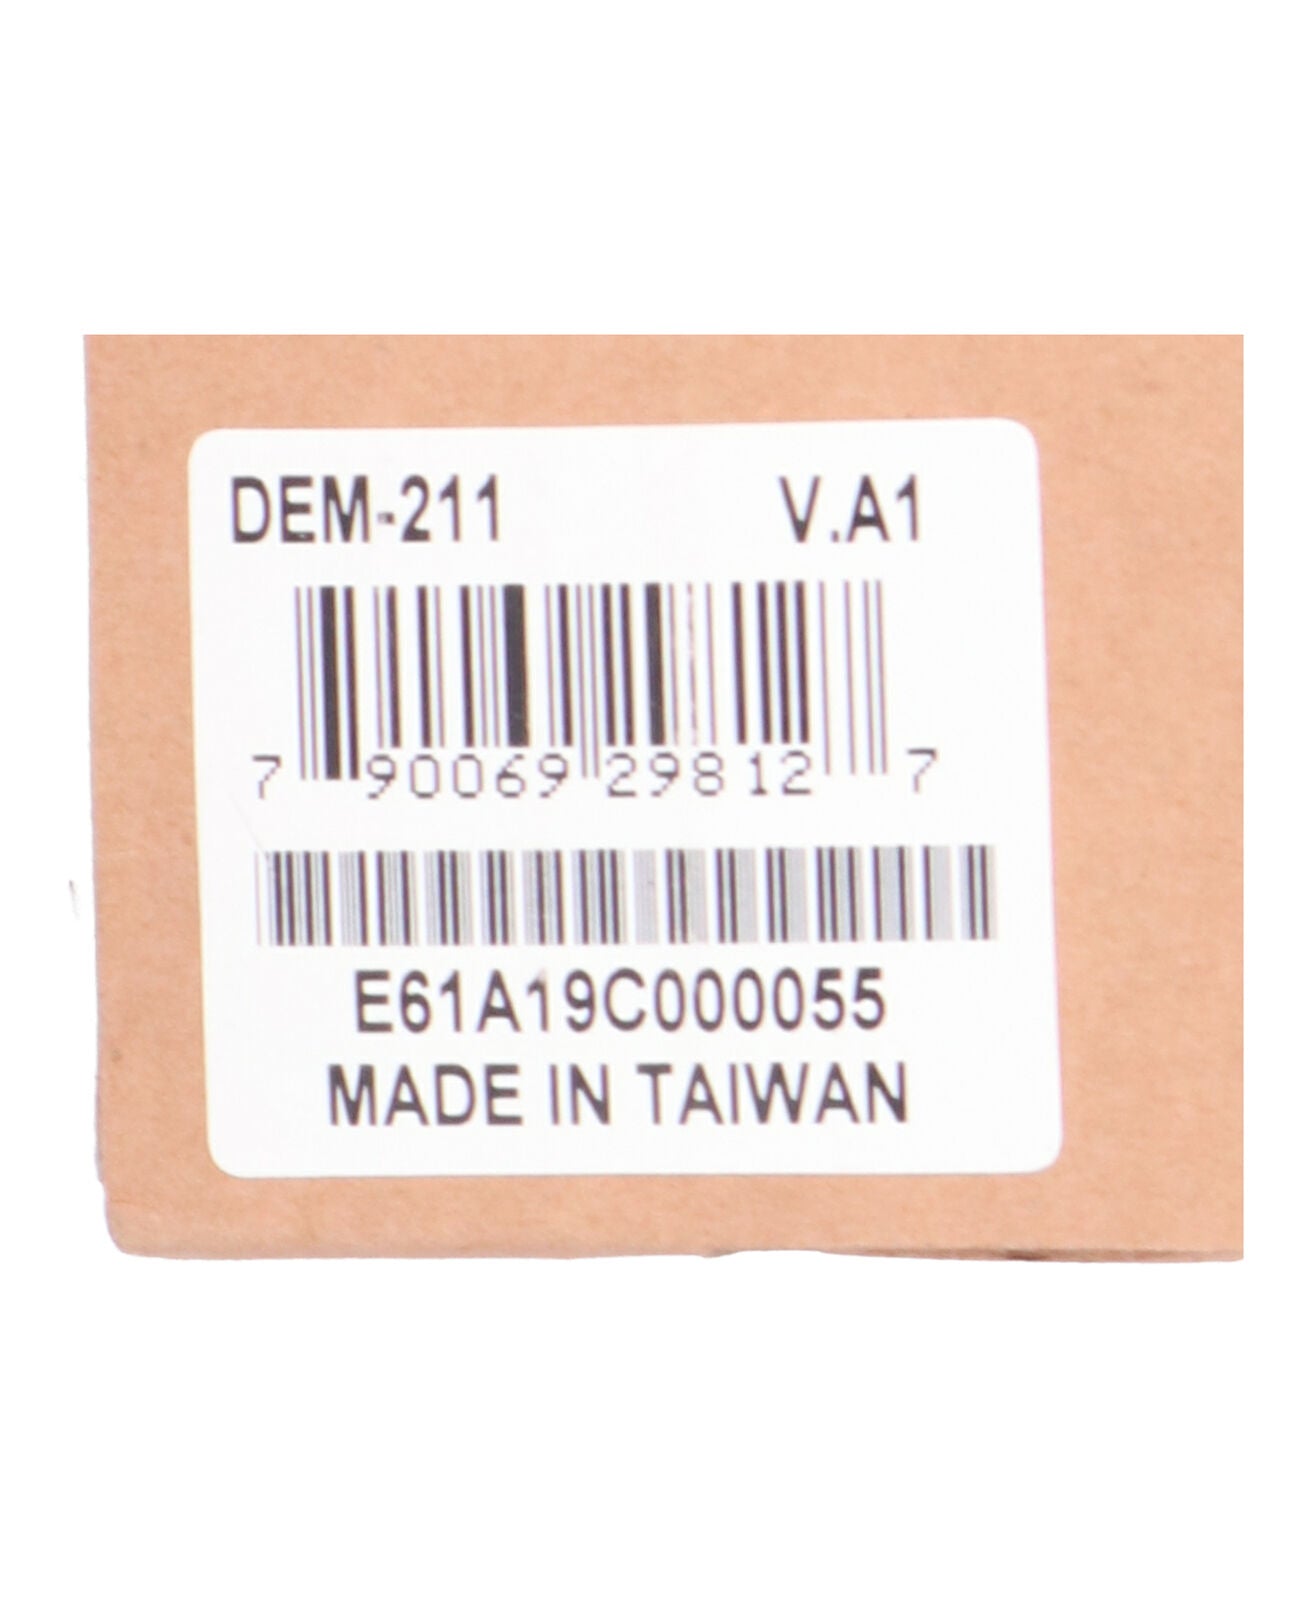 DEM-211 V.A1
7 90069 29812 7
E61A19C000055
MADE IN TAIWAN